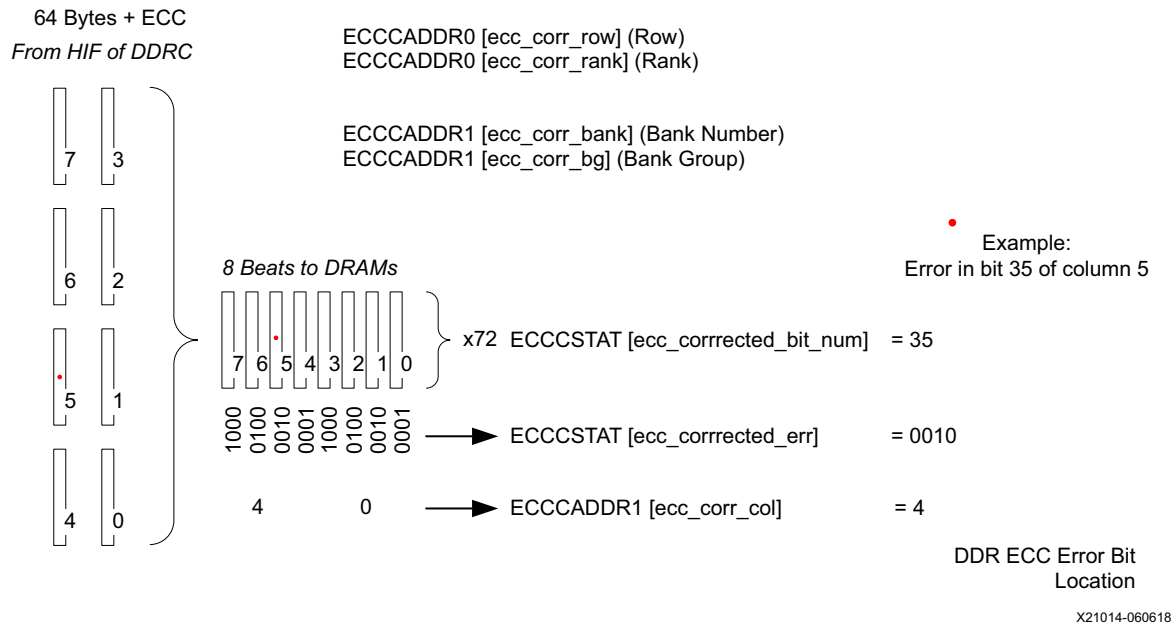 64 Bytes + ECC
From HIF of DDRC
ECCCADDR0 [ecc_corr_row] (Row)
ECCCADDR0 [ecc_corr_rank] (Rank)
ECCCADDR1 [ecc_corr_bank] (Bank Number)
ECCCADDR1 [ecc_corr_bg] (Bank Group)
7 3
6 2
5 1
4 0
Example:
Error in bit 35 of column 5
8 Beats to DRAMs
7 6 5 4 3 2 1 0
x72 ECCCSTAT [ecc_corrrected_bit_num] = 35
1000 0100 0010 0001 1000 0100 0010 0001
ECCCSTAT [ecc_corrrected_err] = 0010
4 0 ECCCADDR1 [ecc_corr_col] = 4
DDR ECC Error Bit
Location
X21014-060618